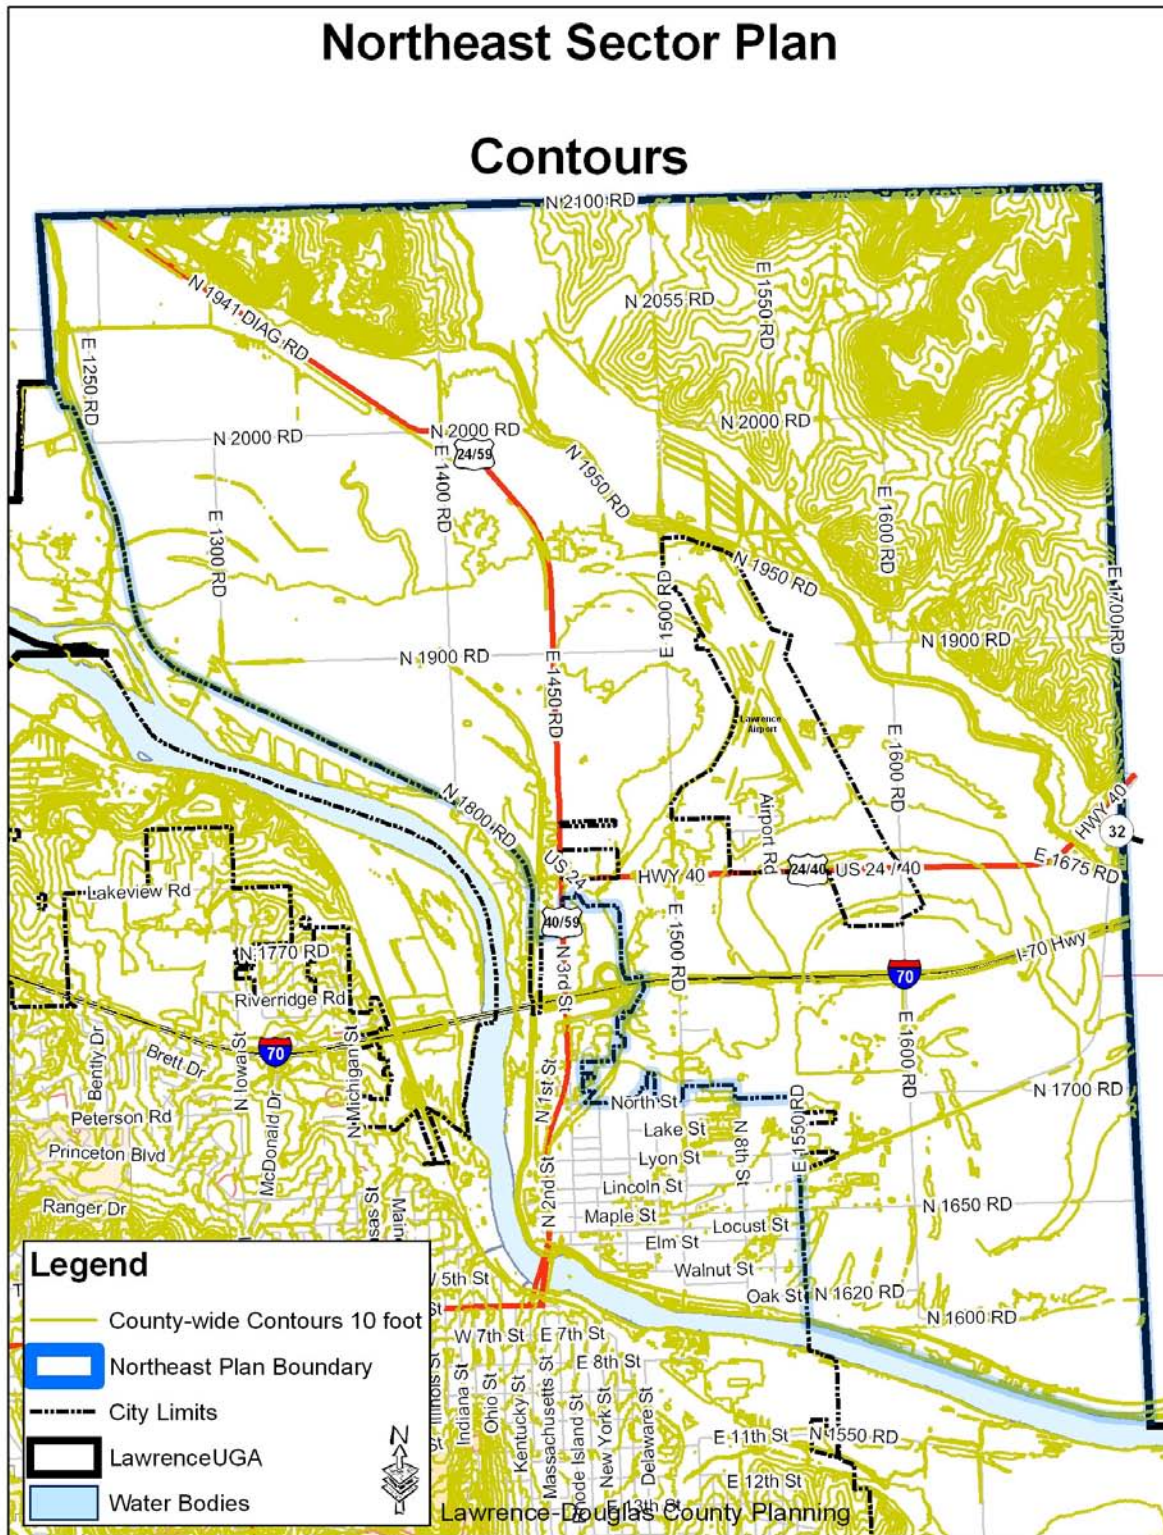 Northeast Sector Plan
Contours
N 2100 RD
N 1941 DIAG RD
N 2055 RD
E 1550 RD
E 1250 RD
N 2000 RD
N 2000 RD
N 2000 RD
24/59
E 1400 RD
N 1950 RD
E 1300 RD
E 1600 RD
N 1950 RD
E 1500 RD
E 1700 RD
N 1900 RD
N 1900 RD
E 1450 RD
Lawrence
Airport
E 1600 RD
N 1800 RD
Airport Rd
HWY 40
32
US 24
HWY 40
24/40
US 24 / 40
E 1675 RD
Lakeview Rd
40/59
E 1500 RD
N 1770 RD
N 3rd St
I-70 Hwy
70
Riverridge Rd
70
Bently Dr
Brett Dr
N Iowa St
N Michigan St
E 1600 RD
N 1st St
N 1700 RD
Peterson Rd
McDonald Dr
North St
E 1550 RD
Lake St
N 8th St
Princeton Blvd
Lyon St
N 2nd St
Lincoln St
Ranger Dr
Maple St
Locust St
N 1650 RD
Elm St
Walnut St
Oak St
N 1620 RD
N 1600 RD
W 7th St
E 7th St
E 8th St
Indiana St
Ohio St
Kentucky St
Massachusetts St
New York St
Delaware St
E 11th St
N 1550 RD
E 12th St
E 13th St
Legend
County-wide Contours 10 foot
Northeast Plan Boundary
City Limits
LawrenceUGA
Water Bodies
N
Lawrence-Douglas County Planning